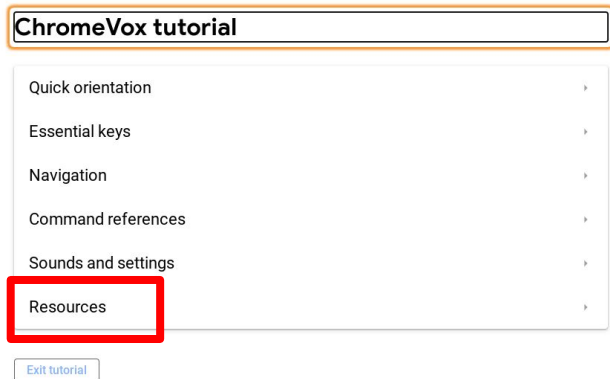 ChromeVox tutorial
Quick orientation
Essential keys
Navigation
Command references
Sounds and settings
Resources
Exit tutorial